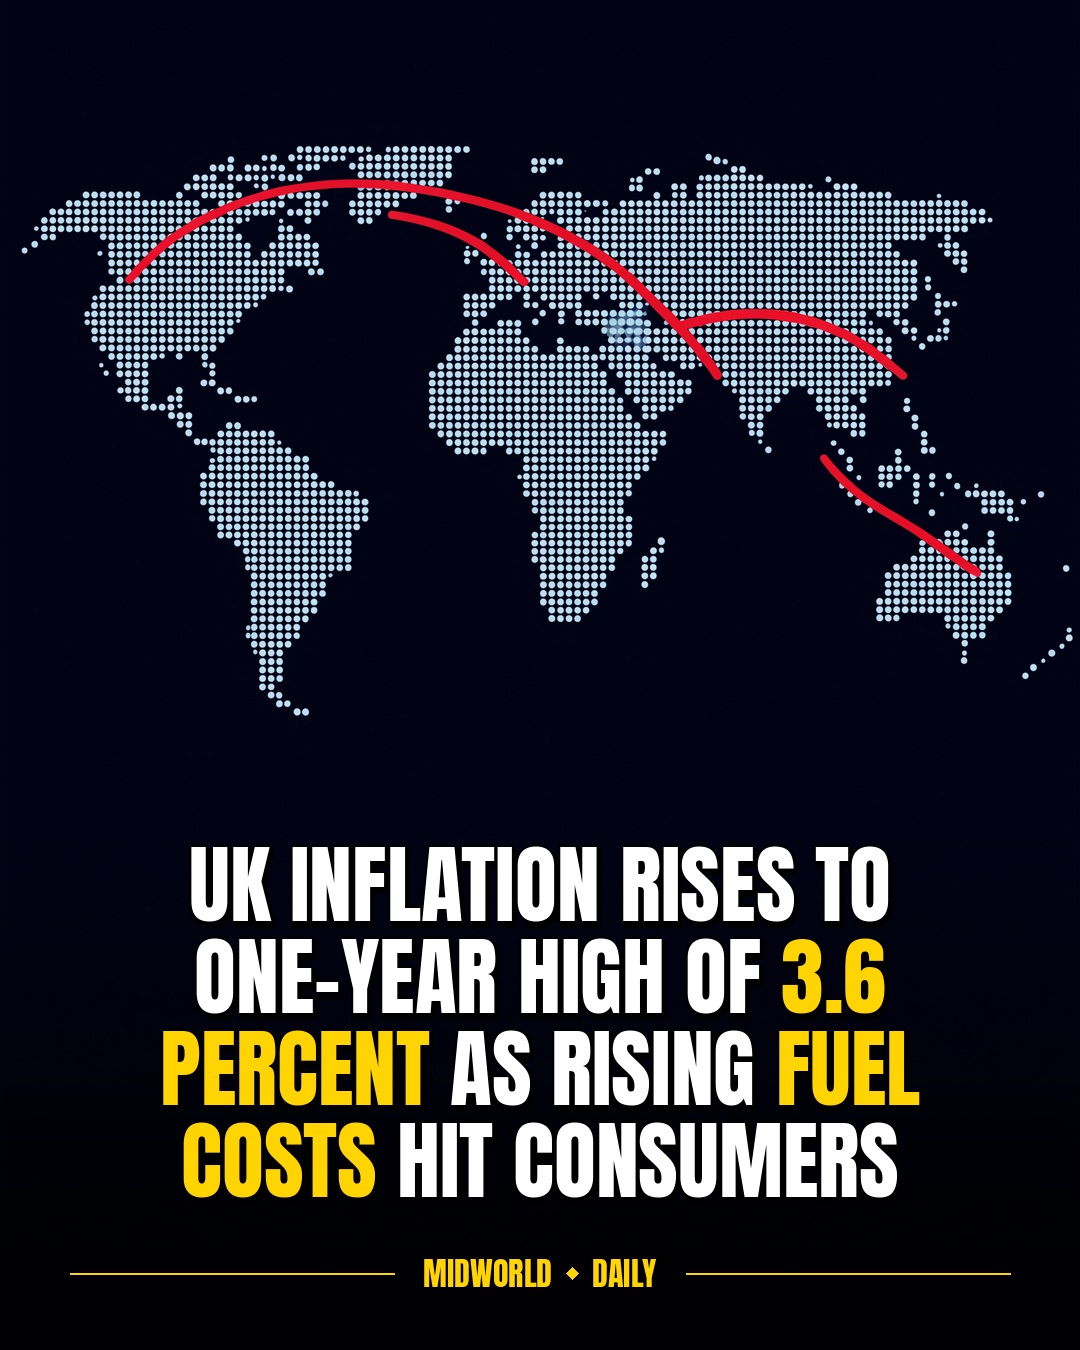 UK INFLATION RISES TO
ONE-YEAR HIGH OF 3.6
PERCENT AS RISING FUEL
COSTS HIT CONSUMERS
MIDWORLD ◆ DAILY